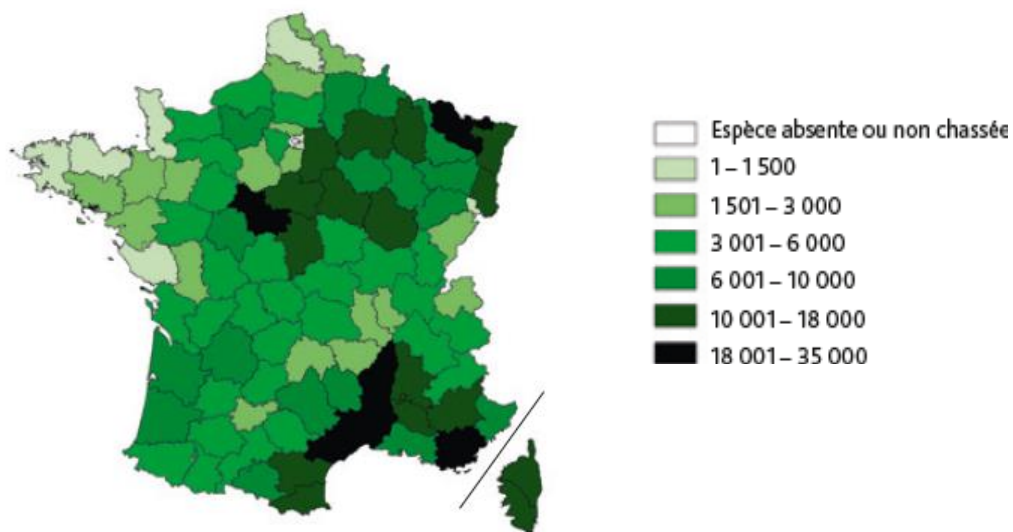 Espèce absente ou non chassée
1 – 1 500
1 501 – 3 000
3 001 – 6 000
6 001 – 10 000
10 001 – 18 000
18 001 – 35 000